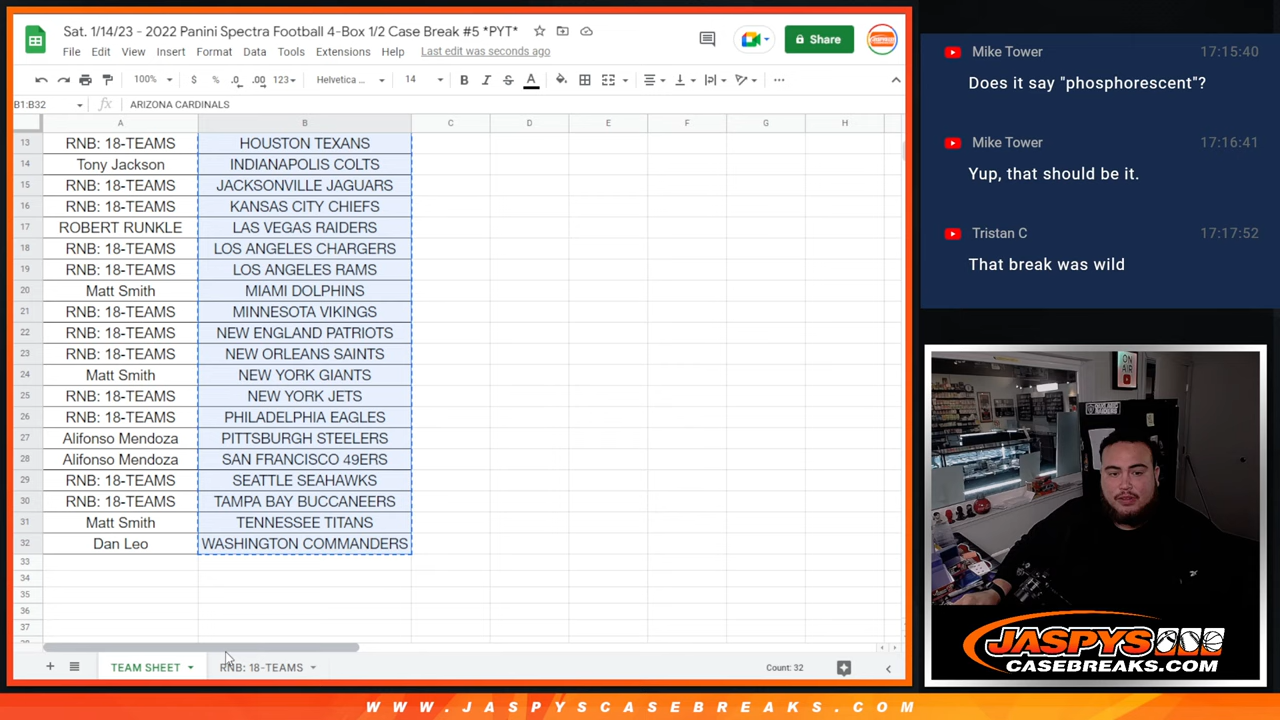 Sat. 1/14/23 - 2022 Panini Spectra Football 4-Box 1/2 Case Break #5 *PYT*
File Edit View Insert Format Data Tools Extensions Help Last edit was seconds ago
Share
100% $ % .0 .00 123 Helvetica ... 14 B I S A
B1:B32 fx ARIZONA CARDINALS
A B C D E F G H
13 RNB: 18-TEAMS HOUSTON TEXANS
14 Tony Jackson INDIANAPOLIS COLTS
15 RNB: 18-TEAMS JACKSONVILLE JAGUARS
16 RNB: 18-TEAMS KANSAS CITY CHIEFS
17 ROBERT RUNKLE LAS VEGAS RAIDERS
18 RNB: 18-TEAMS LOS ANGELES CHARGERS
19 RNB: 18-TEAMS LOS ANGELES RAMS
20 Matt Smith MIAMI DOLPHINS
21 RNB: 18-TEAMS MINNESOTA VIKINGS
22 RNB: 18-TEAMS NEW ENGLAND PATRIOTS
23 RNB: 18-TEAMS NEW ORLEANS SAINTS
24 Matt Smith NEW YORK GIANTS
25 RNB: 18-TEAMS NEW YORK JETS
26 RNB: 18-TEAMS PHILADELPHIA EAGLES
27 Alifonso Mendoza PITTSBURGH STEELERS
28 Alifonso Mendoza SAN FRANCISCO 49ERS
29 RNB: 18-TEAMS SEATTLE SEAHAWKS
30 RNB: 18-TEAMS TAMPA BAY BUCCANEERS
31 Matt Smith TENNESSEE TITANS
32 Dan Leo WASHINGTON COMMANDERS
33
34
35
36
37
TEAM SHEET RNB: 18-TEAMS Count: 32
Mike Tower 17:15:40
Does it say "phosphorescent"?
Mike Tower 17:16:41
Yup, that should be it.
Tristan C 17:17:52
That break was wild
ON AIR
JASPYS
CASEBREAKS.COM
WWW.JASPYSCASEBREAKS.COM